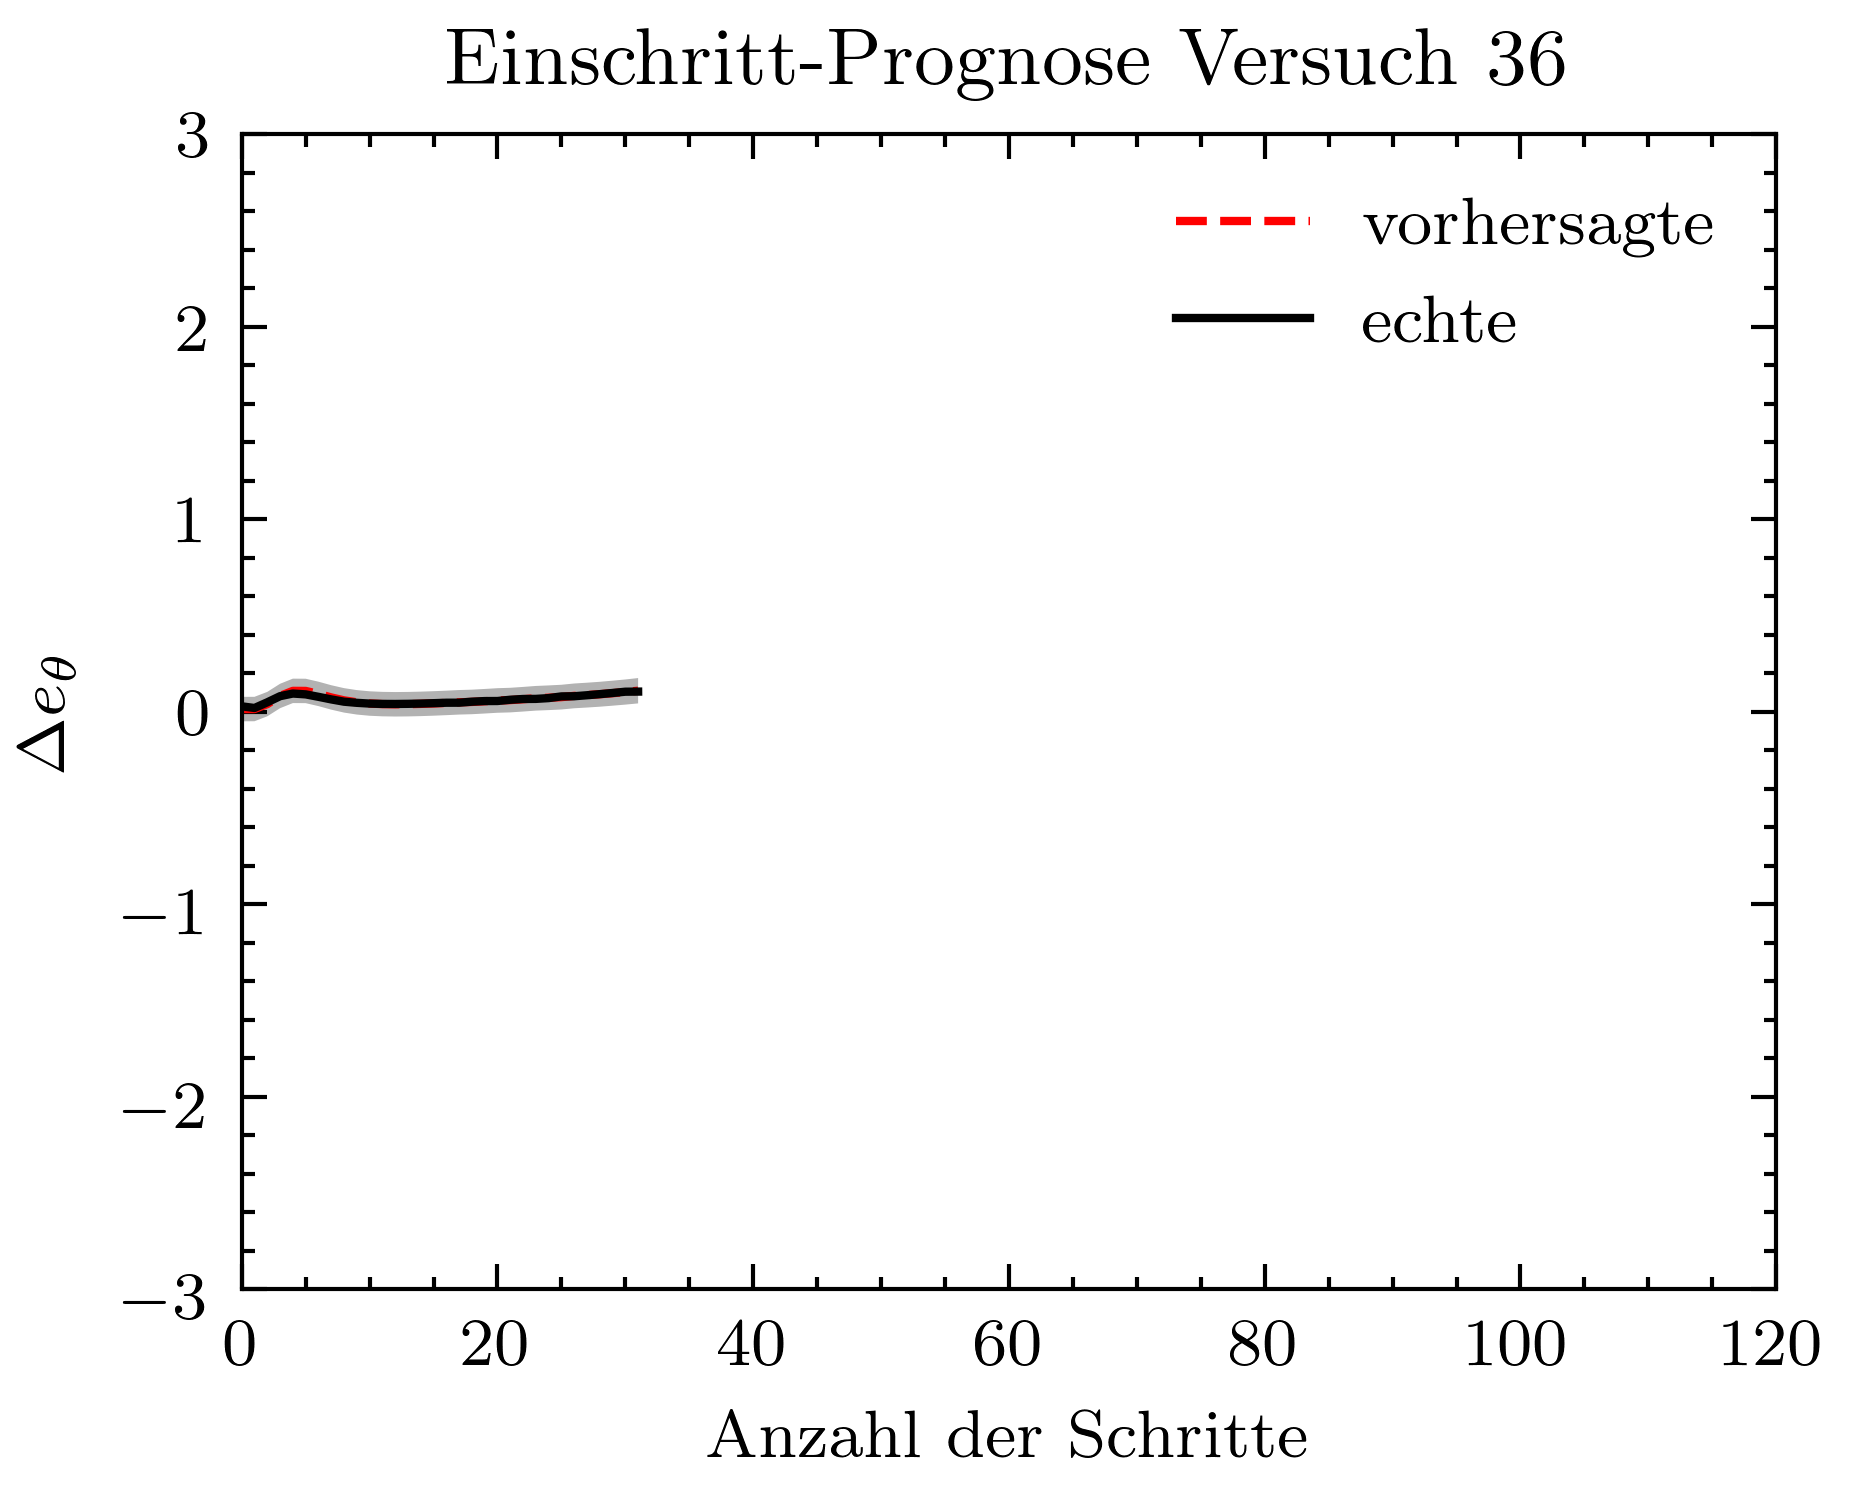 Einschritt-Prognose Versuch 36
3
2
1
0
−1
−2
−3
Δe_θ
vorhersagte
echte
0 20 40 60 80 100 120
Anzahl der Schritte